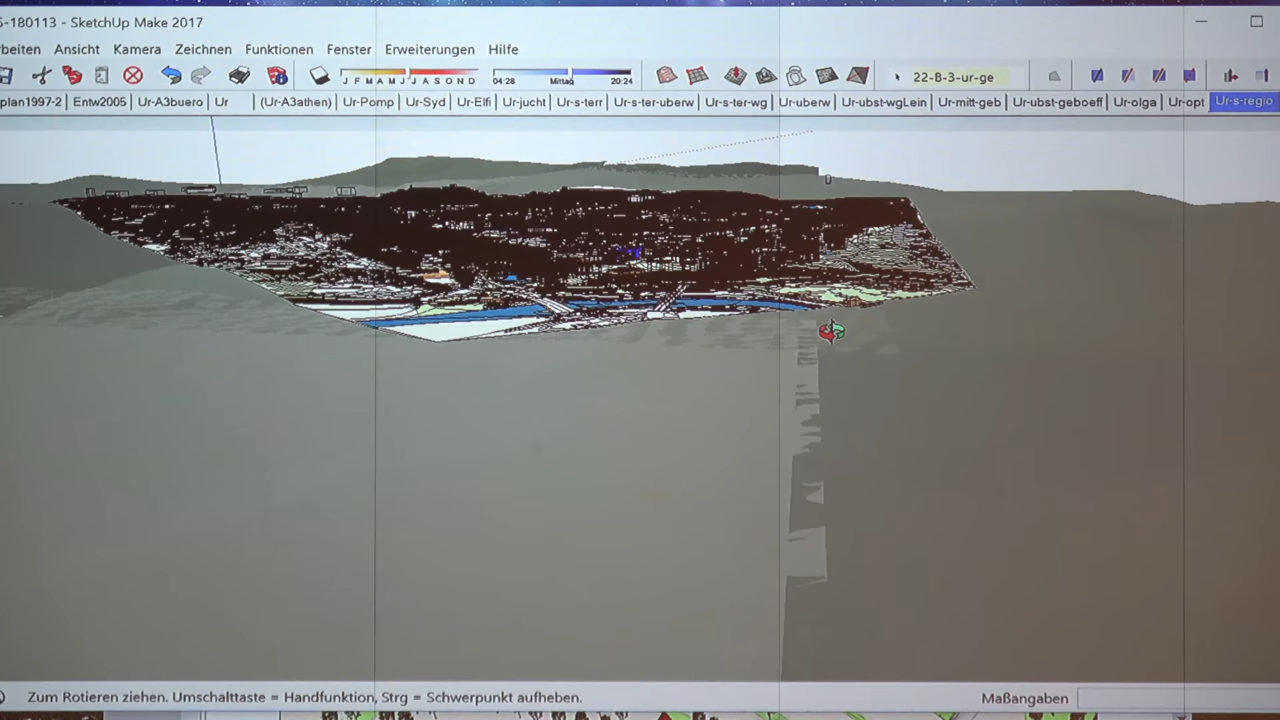 5-180113 - SketchUp Make 2017
beiten Ansicht Kamera Zeichnen Funktionen Fenster Erweiterungen Hilfe
J F M A M J J A S O N D 04:28 Mittag 20:24 22-B-3-ur-ge
plan1997-2 | Entw2005 | Ur-A3buero | Ur | (Ur-A3athen) | Ur-Pomp | Ur-Syd | Ur-Elfi | Ur-jucht | Ur-s-terr | Ur-s-ter-uberw | Ur-s-ter-wg | Ur-uberw | Ur-ubst-wgLein | Ur-mitt-geb | Ur-ubst-geboeff | Ur-olga | Ur-opt | Ur-s-regio
Zum Rotieren ziehen. Umschalttaste = Handfunktion, Strg = Schwerpunkt aufheben. Maßangaben